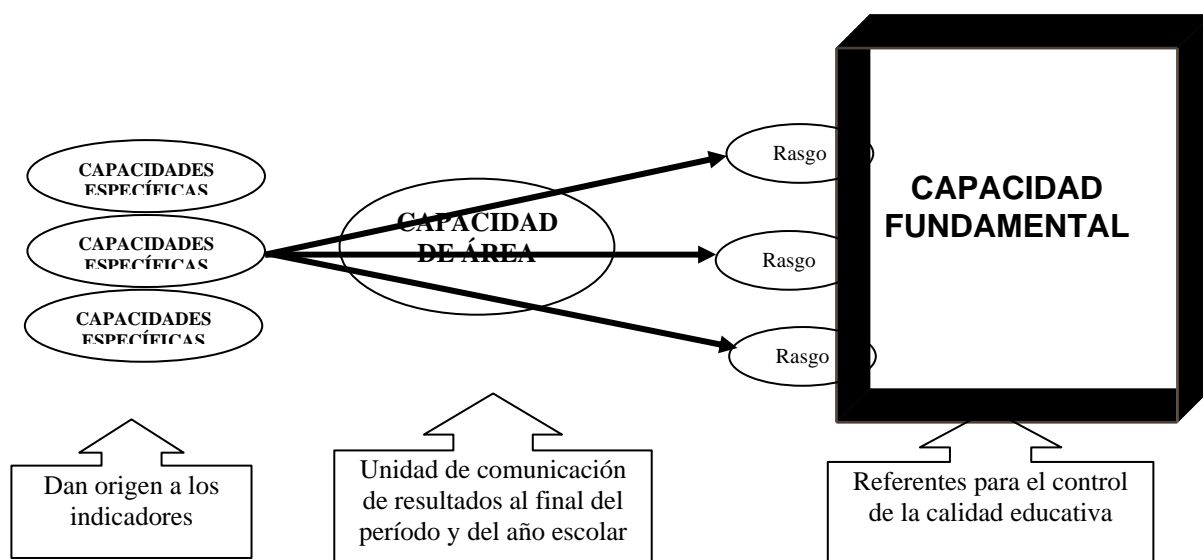 CAPACIDADES
ESPECÍFICAS
CAPACIDADES
ESPECÍFICAS
CAPACIDADES
ESPECÍFICAS
CAPACIDAD
DE ÁREA
Rasgo
Rasgo
Rasgo
CAPACIDAD
FUNDAMENTAL
Dan origen a los
indicadores
Unidad de comunicación
de resultados al final del
período y del año escolar
Referentes para el control
de la calidad educativa